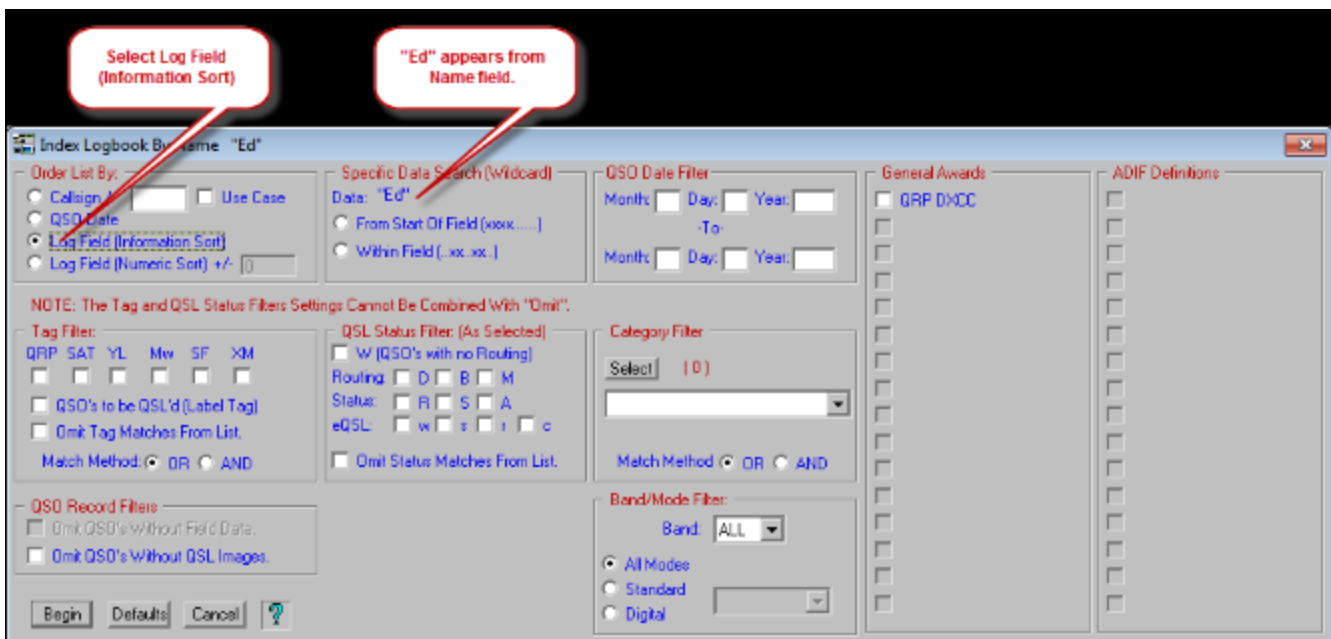 Select Log Field
(Information Sort)
"Ed" appears from
Name field.
Index Logbook By Name "Ed"
Order List By:
Callsign
Use Case
QSO Date
Log Field (Information Sort)
Log Field (Numeric Sort) +/- 0
Specific Data Search (Wildcard)
Data: "Ed"
From Start Of Field (xxxx......)
Within Field (..xx..xx..)
QSO Date Filter
Month: Day: Year:
-To-
Month: Day: Year:
General Awards
QRP DXCC
ADIF Definitions
NOTE: The Tag and QSL Status Filters Settings Cannot Be Combined With "Omit".
Tag Filter:
QRP SAT YL Mw SF XM
QSO's to be QSL'd (Label Tag)
Omit Tag Matches From List.
Match Method: OR AND
QSL Status Filter: (As Selected)
W (QSO's with no Routing)
Routing: D B M
Status: R S A
eQSL: w s r c
Omit Status Matches From List.
Category Filter
Select ( 0 )
Match Method OR AND
QSO Record Filters
Omit QSO's Without Field Data.
Omit QSO's Without QSL Images.
Band/Mode Filter:
Band: ALL
All Modes
Standard
Digital
Begin Defaults Cancel ?